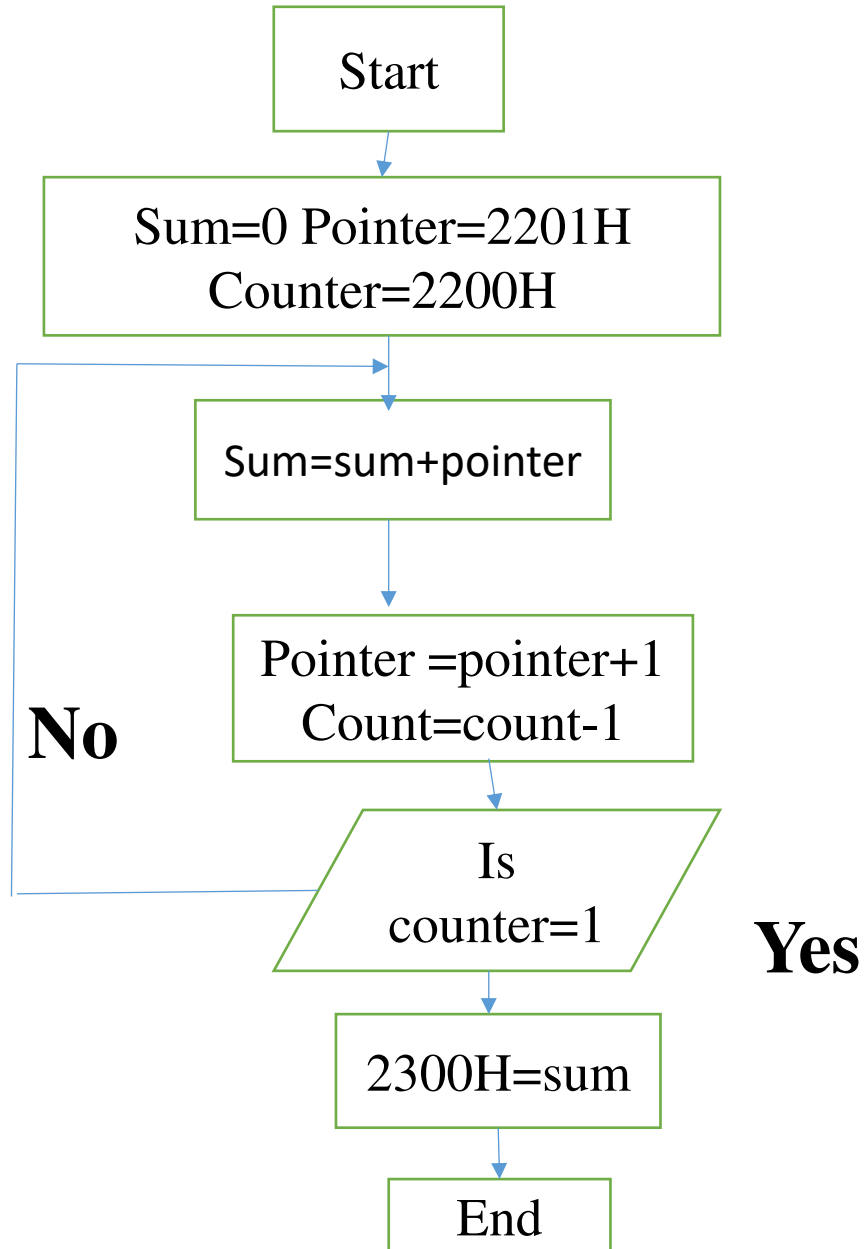 Start
Sum=0 Pointer=2201H
Counter=2200H
Sum=sum+pointer
Pointer =pointer+1
Count=count-1
No
Is
counter=1
Yes
2300H=sum
End